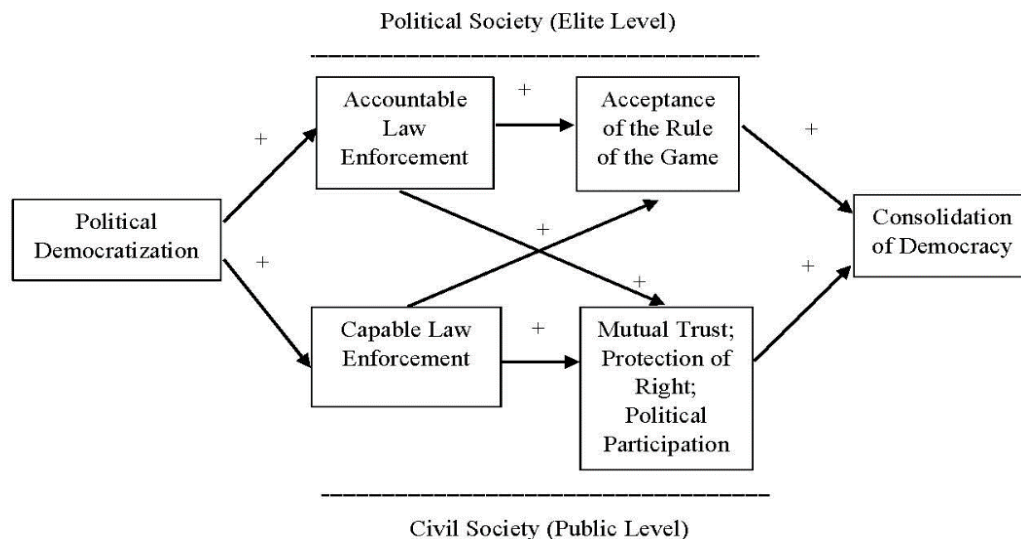 Political Society (Elite Level)
Accountable
Law
Enforcement
+
Acceptance
of the Rule
of the Game
+
+
Political
Democratization
+
+
+
Consolidation
of Democracy
+
Capable Law
Enforcement
+
Mutual Trust;
Protection of
Right;
Political
Participation
Civil Society (Public Level)